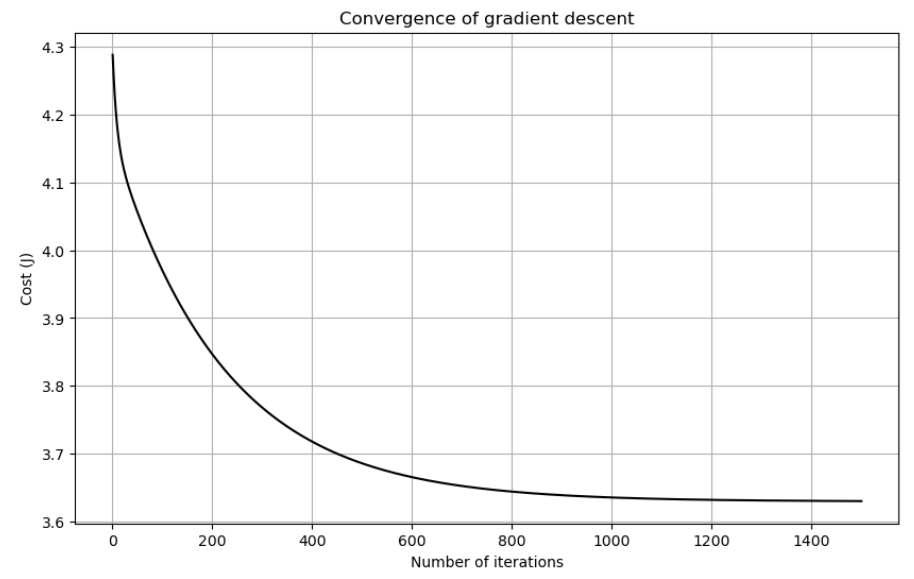 Convergence of gradient descent
4.3
4.2
4.1
4.0
3.9
3.8
3.7
3.6
Cost (J)
0 200 400 600 800 1000 1200 1400
Number of iterations